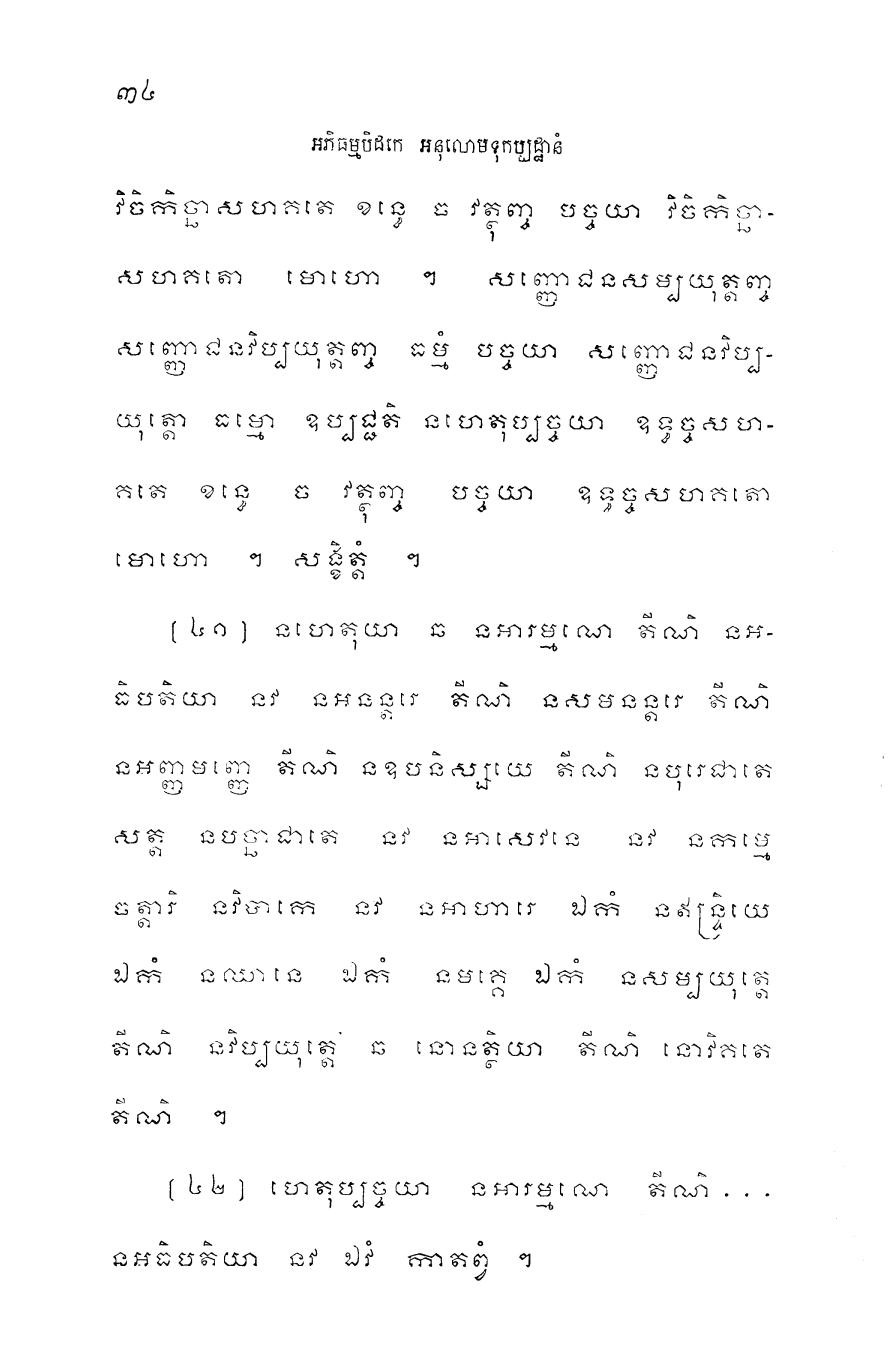 ៣៤
អភិធម្មបិដកេ អនុលោមទុកប្បដ្ឋានំ
វិចិកិច្ឆាសហគតេ ខន្ធេ ច វត្ថុញ្ច បច្ចយា វិចិកិច្ឆា-
សហគតោ មោហោ ។ សញ្ញោជនសម្បយុត្តញ្ច
សញ្ញោជនវិប្បយុត្តញ្ច ធម្មំ បច្ចយា សញ្ញោជនវិប្ប-
យុត្តោ ធម្មោ ឧប្បជ្ជតិ នហេតុប្បច្ចយា ឧទ្ធច្ចសហ-
គតេ ខន្ធេ ច វត្ថុញ្ច បច្ចយា ឧទ្ធច្ចសហគតោ
មោហោ ។ សង្ខិត្តំ ។
(៤១) នហេតុយា ឆ នអារម្មណេ តីណិ នអ-
ធិបតិយា នវ នអនន្តរេ តីណិ នសមនន្តរេ តីណិ
នអញ្ញមញ្ញេ តីណិ នឧបនិស្សយេ តីណិ នបុរេជាតេ
សត្ត នបច្ឆាជាតេ នវ នអាសេវនេ នវ នកម្មេ
ចត្តារិ នវិបាកេ នវ នអាហារេ ឯកំ នឥន្ទ្រិយេ
ឯកំ នឈានេ ឯកំ នមគ្គេ ឯកំ នសម្បយុត្តេ
តីណិ នវិប្បយុត្តេ ឆ នោនត្ថិយា តីណិ នោវិគតេ
តីណិ ។
(៤២) ហេតុប្បច្ចយា នអារម្មណេ តីណិ...
នអធិបតិយា នវ ឯវំ កាតព្វំ ។